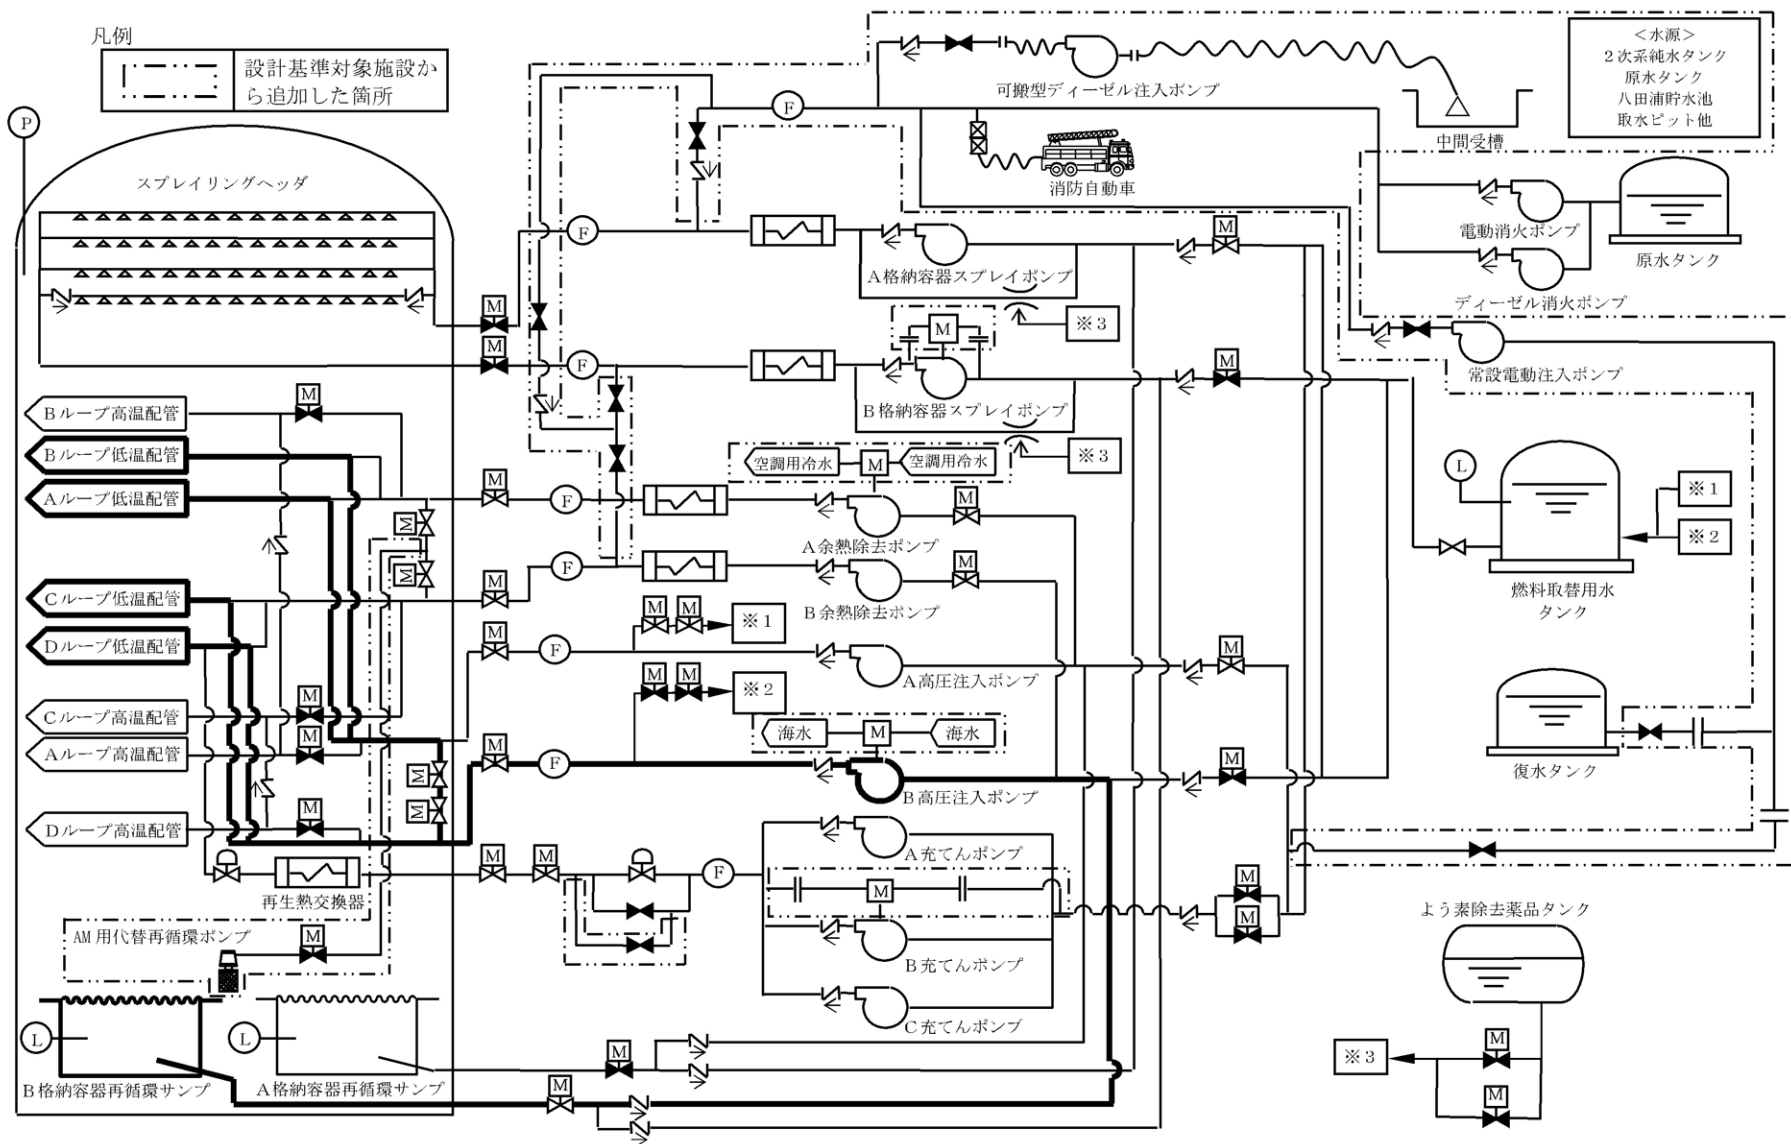 凡例
設計基準対象施設か
ら追加した箇所
P
スプレイリングヘッダ
F
可搬型ディーゼル注入ポンプ
中間受槽
<水源>
2次系純水タンク
原水タンク
八田浦貯水池
取水ピット他
消防自動車
電動消火ポンプ
ディーゼル消火ポンプ
原水タンク
F
A格納容器スプレイポンプ
M
M
※3
M
M
F
B格納容器スプレイポンプ
M
※3
常設電動注入ポンプ
Bループ高温配管
M
Bループ低温配管
Aループ低温配管
M
F
空調用冷水
M
空調用冷水
M
A余熱除去ポンプ
M
M
Cループ低温配管
M
F
M
B余熱除去ポンプ
L
※1
※2
燃料取替用水
タンク
Dループ低温配管
M
F
M
M
※1
A高圧注入ポンプ
M
Cループ高温配管
M
M
M
※2
Aループ高温配管
M
海水
M
海水
M
F
B高圧注入ポンプ
M
復水タンク
M
M
Dループ高温配管
M
再生熱交換器
M
M
F
A充てんポンプ
M
B充てんポンプ
C充てんポンプ
M
M
AM用代替再循環ポンプ
M
よう素除去薬品タンク
L
B格納容器再循環サンプ
L
A格納容器再循環サンプ
M
M
※3
M
M